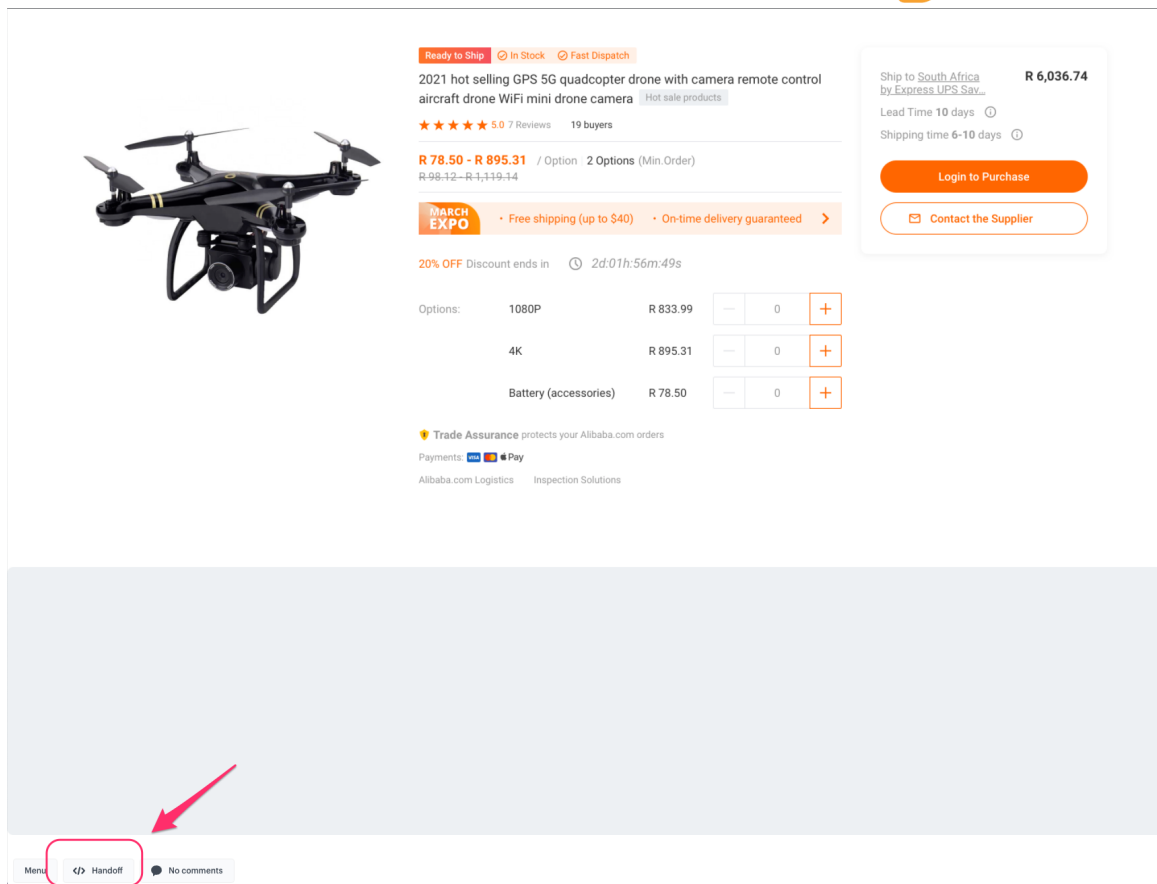 Ready to Ship In Stock Fast Dispatch
2021 hot selling GPS 5G quadcopter drone with camera remote control
aircraft drone WiFi mini drone camera Hot sale products
5.0 7 Reviews 19 buyers
R 78.50 - R 895.31 / Option 2 Options (Min.Order)
R 98.12 - R 1,119.14
MARCH
EXPO
· Free shipping (up to $40) · On-time delivery guaranteed
20% OFF Discount ends in 2d:01h:56m:49s
Options: 1080P R 833.99 0
4K R 895.31 0
Battery (accessories) R 78.50 0
Trade Assurance protects your Alibaba.com orders
Payments: VISA Pay
Alibaba.com Logistics Inspection Solutions
Ship to South Africa R 6,036.74
by Express UPS Sav...
Lead Time 10 days
Shipping time 6-10 days
Login to Purchase
Contact the Supplier
Menu </> Handoff No comments